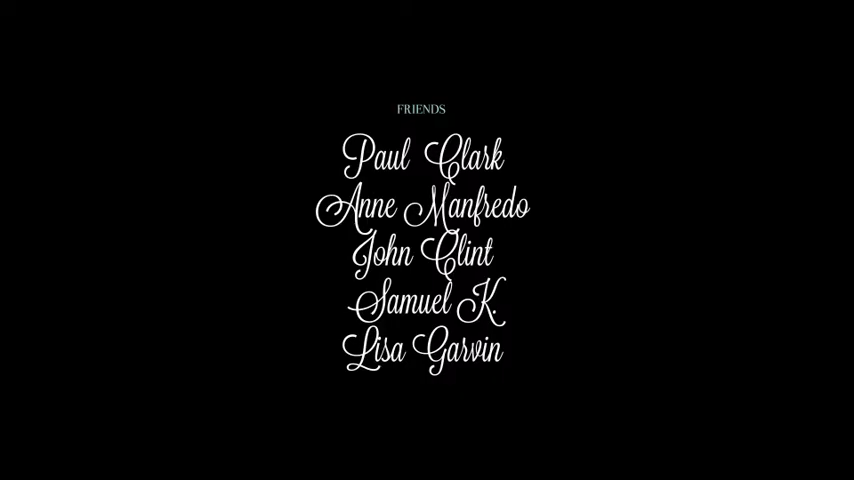 FRIENDS
Paul Clark
Anne Manfredo
John Clint
Samuel K.
Lisa Garvin